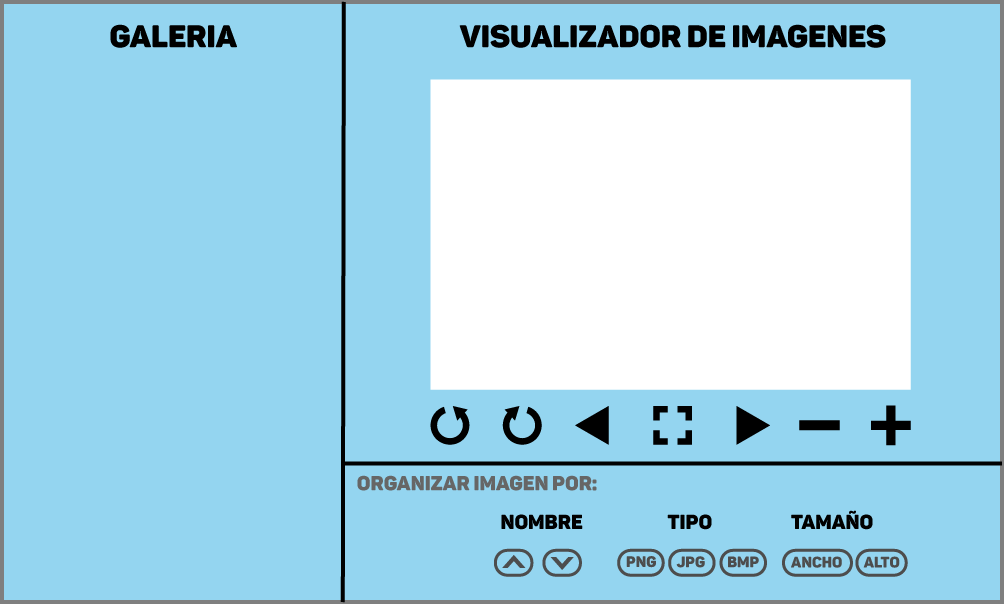 GALERIA
VISUALIZADOR DE IMAGENES
ORGANIZAR IMAGEN POR:
NOMBRE TIPO TAMAÑO
PNG JPG BMP ANCHO ALTO